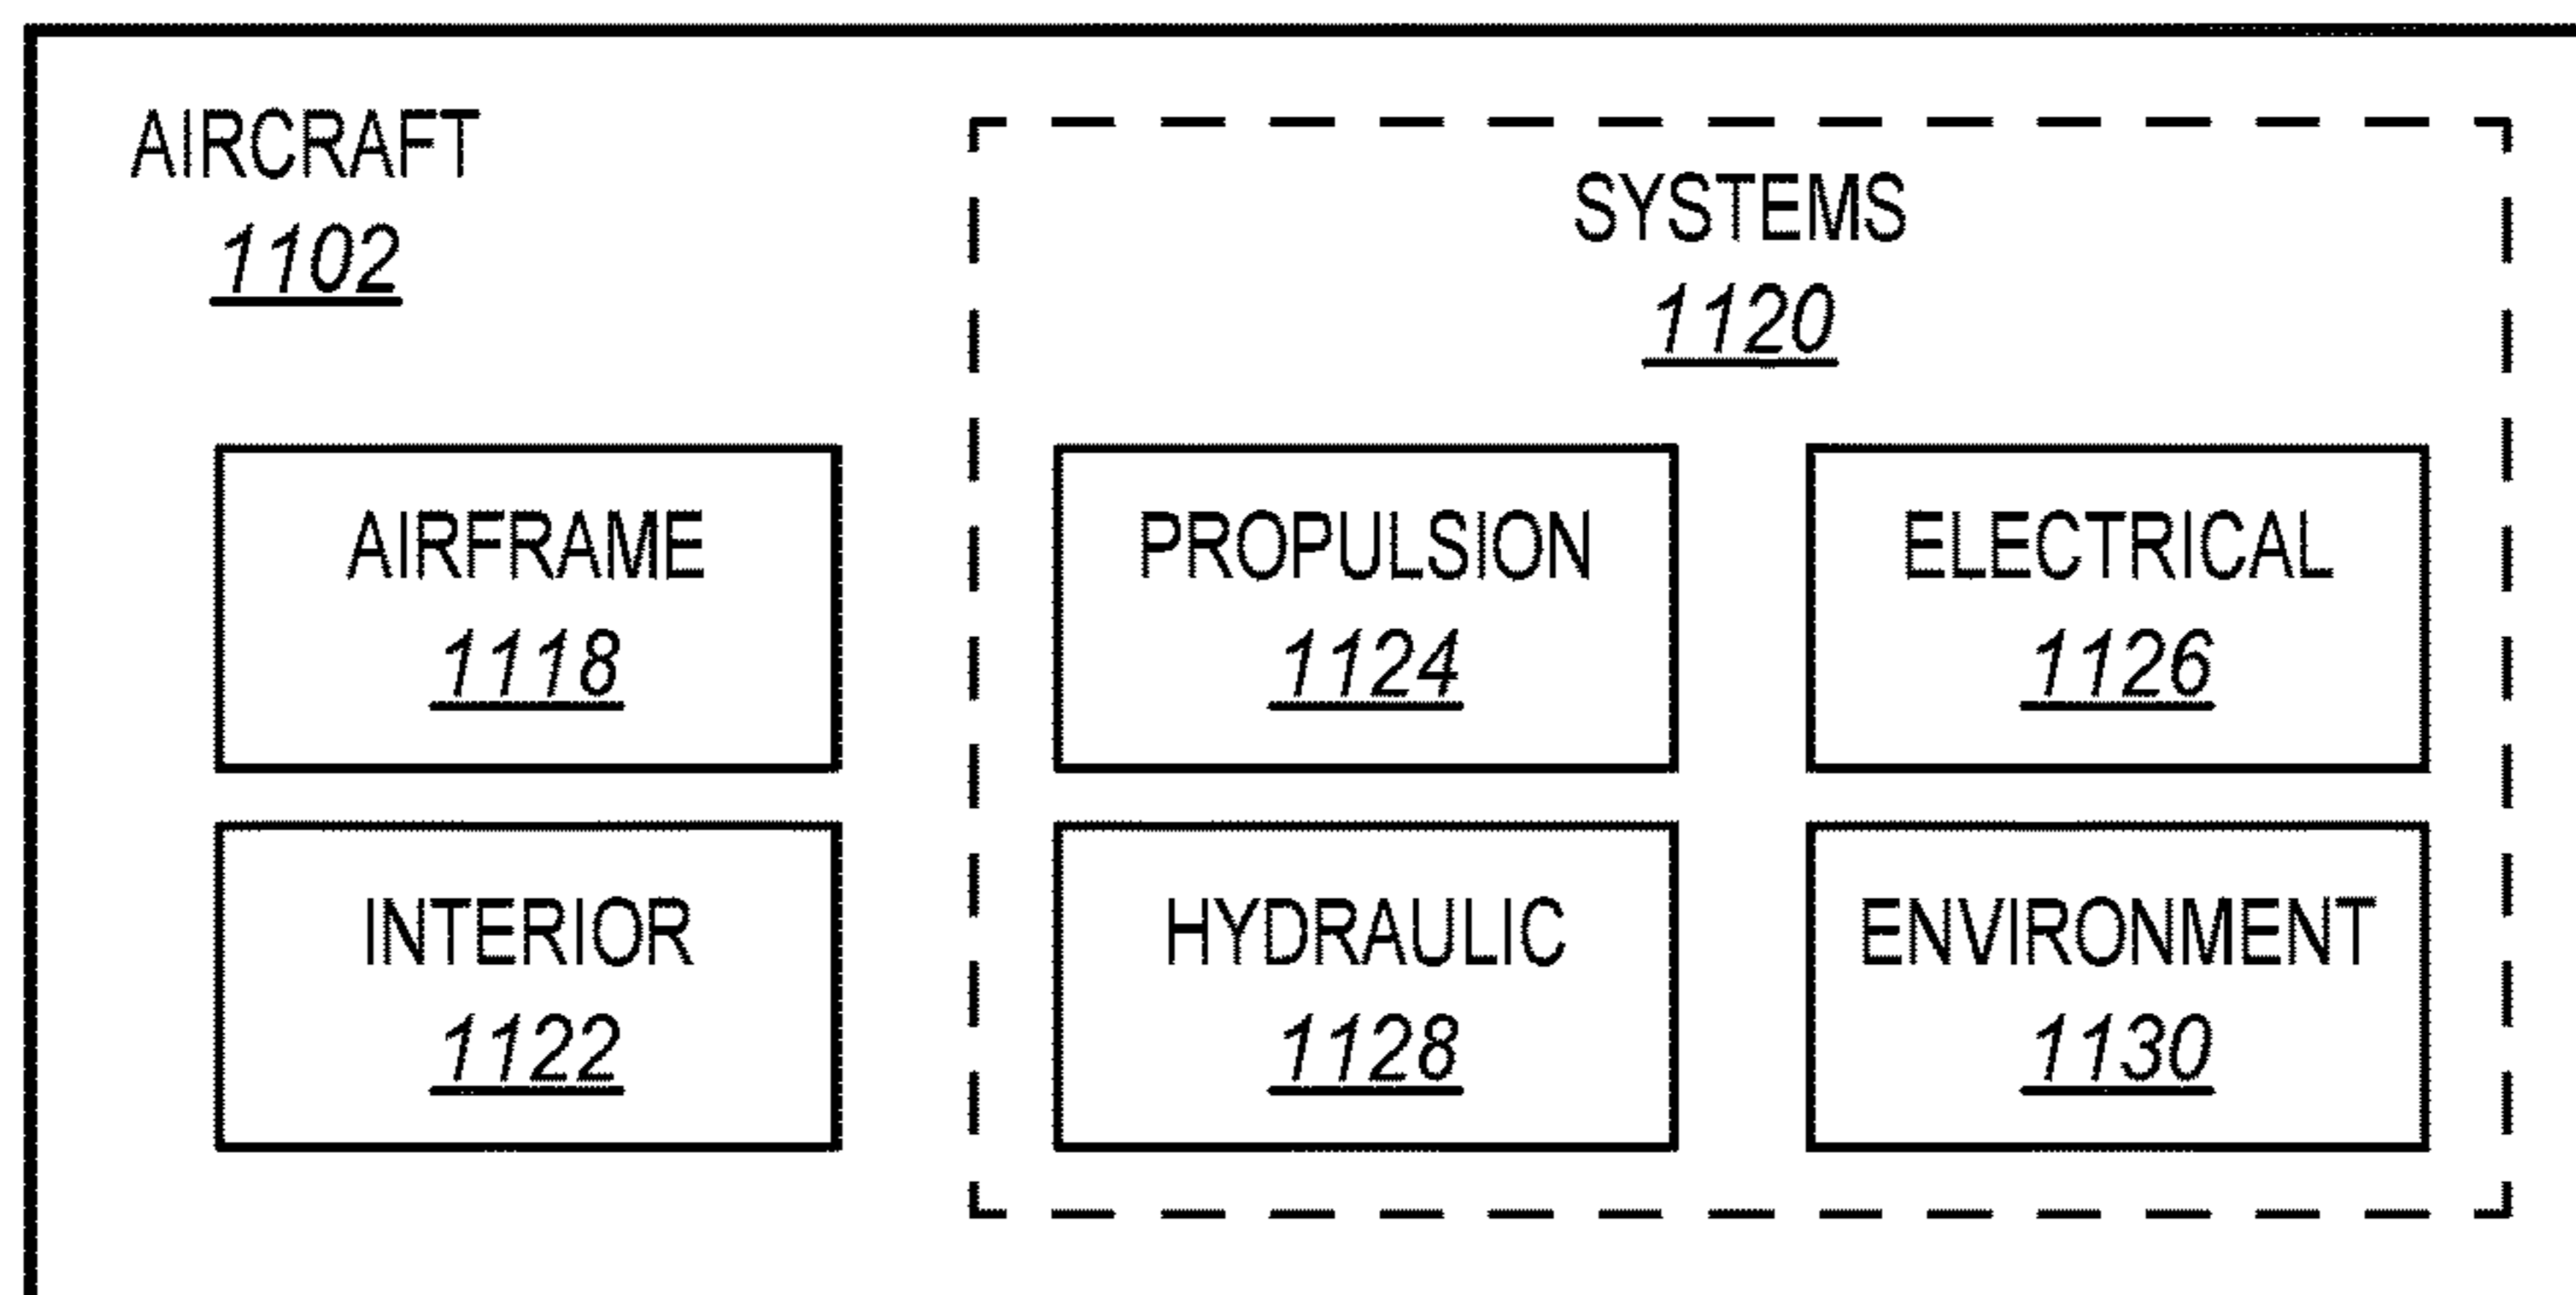 AIRCRAFT
1102
SYSTEMS
1120
AIRFRAME
1118
PROPULSION
1124
ELECTRICAL
1126
INTERIOR
1122
HYDRAULIC
1128
ENVIRONMENT
1130